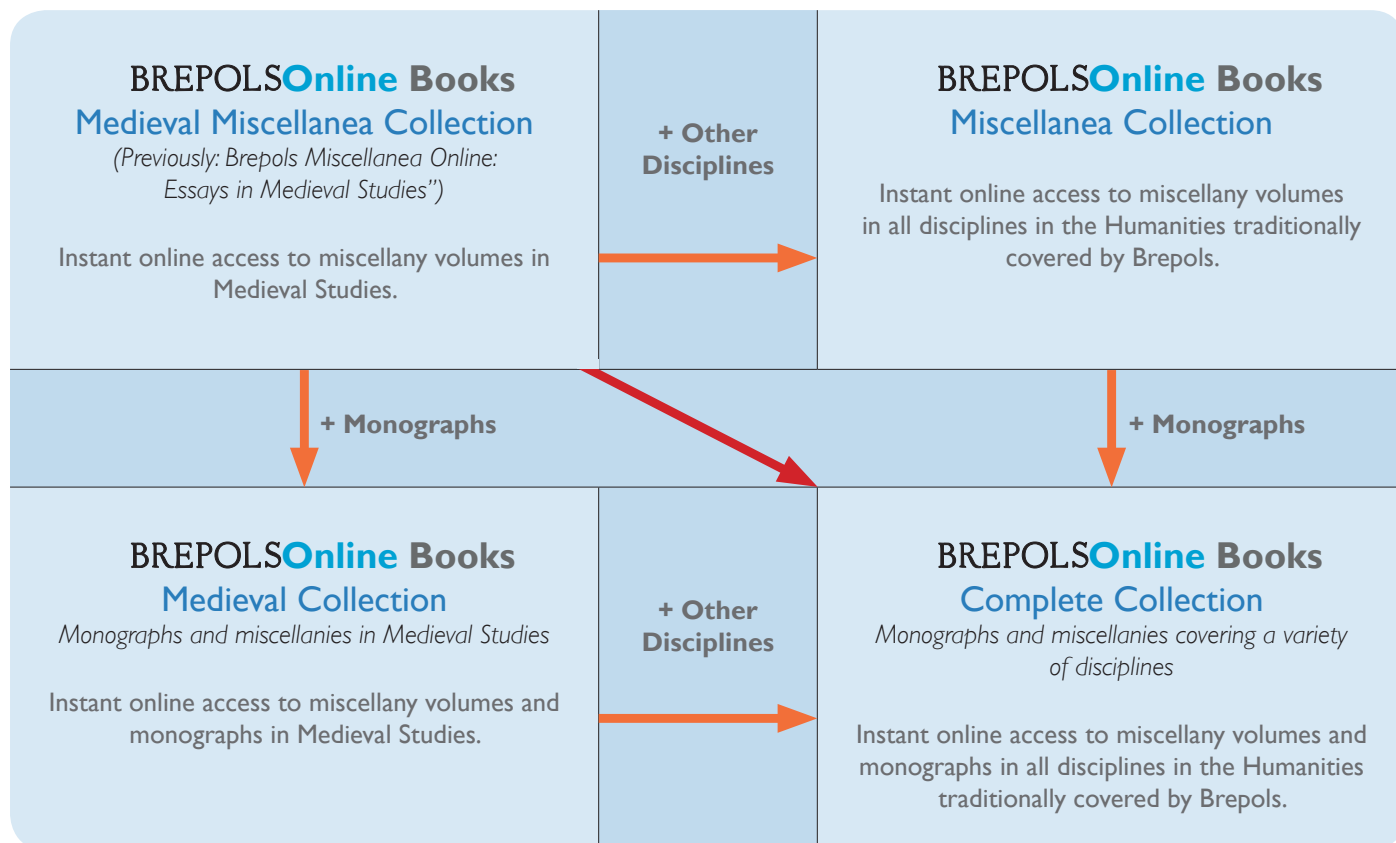 BREPOLSOnline Books
Medieval Miscellanea Collection
(Previously: Brepols Miscellanea Online:
Essays in Medieval Studies”)
Instant online access to miscellany volumes in
Medieval Studies.
+ Other
Disciplines
BREPOLSOnline Books
Miscellanea Collection
Instant online access to miscellany volumes
in all disciplines in the Humanities traditionally
covered by Brepols.
+ Monographs
+ Monographs
BREPOLSOnline Books
Medieval Collection
Monographs and miscellanies in Medieval Studies
Instant online access to miscellany volumes and
monographs in Medieval Studies.
+ Other
Disciplines
BREPOLSOnline Books
Complete Collection
Monographs and miscellanies covering a variety
of disciplines
Instant online access to miscellany volumes and
monographs in all disciplines in the Humanities
traditionally covered by Brepols.